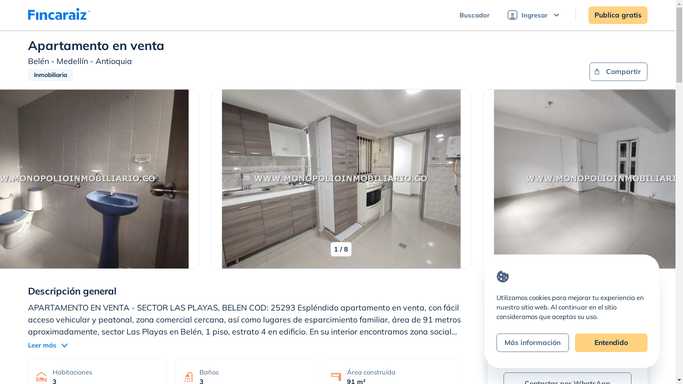 Fincaraiz
Buscador
Ingresar
Publica gratis
Apartamento en venta
Belén - Medellín - Antioquia
Inmobiliaria
Compartir
WWW.MONOPOLIOINMOBILIARIO.CO
WWW.MONOPOLIOINMOBILIARIO.CO
WWW.MONOPOLIOINMOBILIARIO
1 / 8
Descripción general
APARTAMENTO EN VENTA - SECTOR LAS PLAYAS, BELEN COD: 25293 Espléndido apartamento en venta, con fácil
acceso vehicular y peatonal, zona comercial cercana, así como lugares de esparcimiento familiar, área de 91 metros
aproximadamente, sector Las Playas en Belén, 1 piso, estrato 4 en edificio. En su interior encontramos zona social...
Leer más
Habitaciones
3
Baños
3
Área construida
91 m²
Utilizamos cookies para mejorar tu experiencia en
nuestro sitio web. Al continuar en el sitio
consideramos que aceptas su uso.
Más información
Entendido
Contactar por WhatsApp